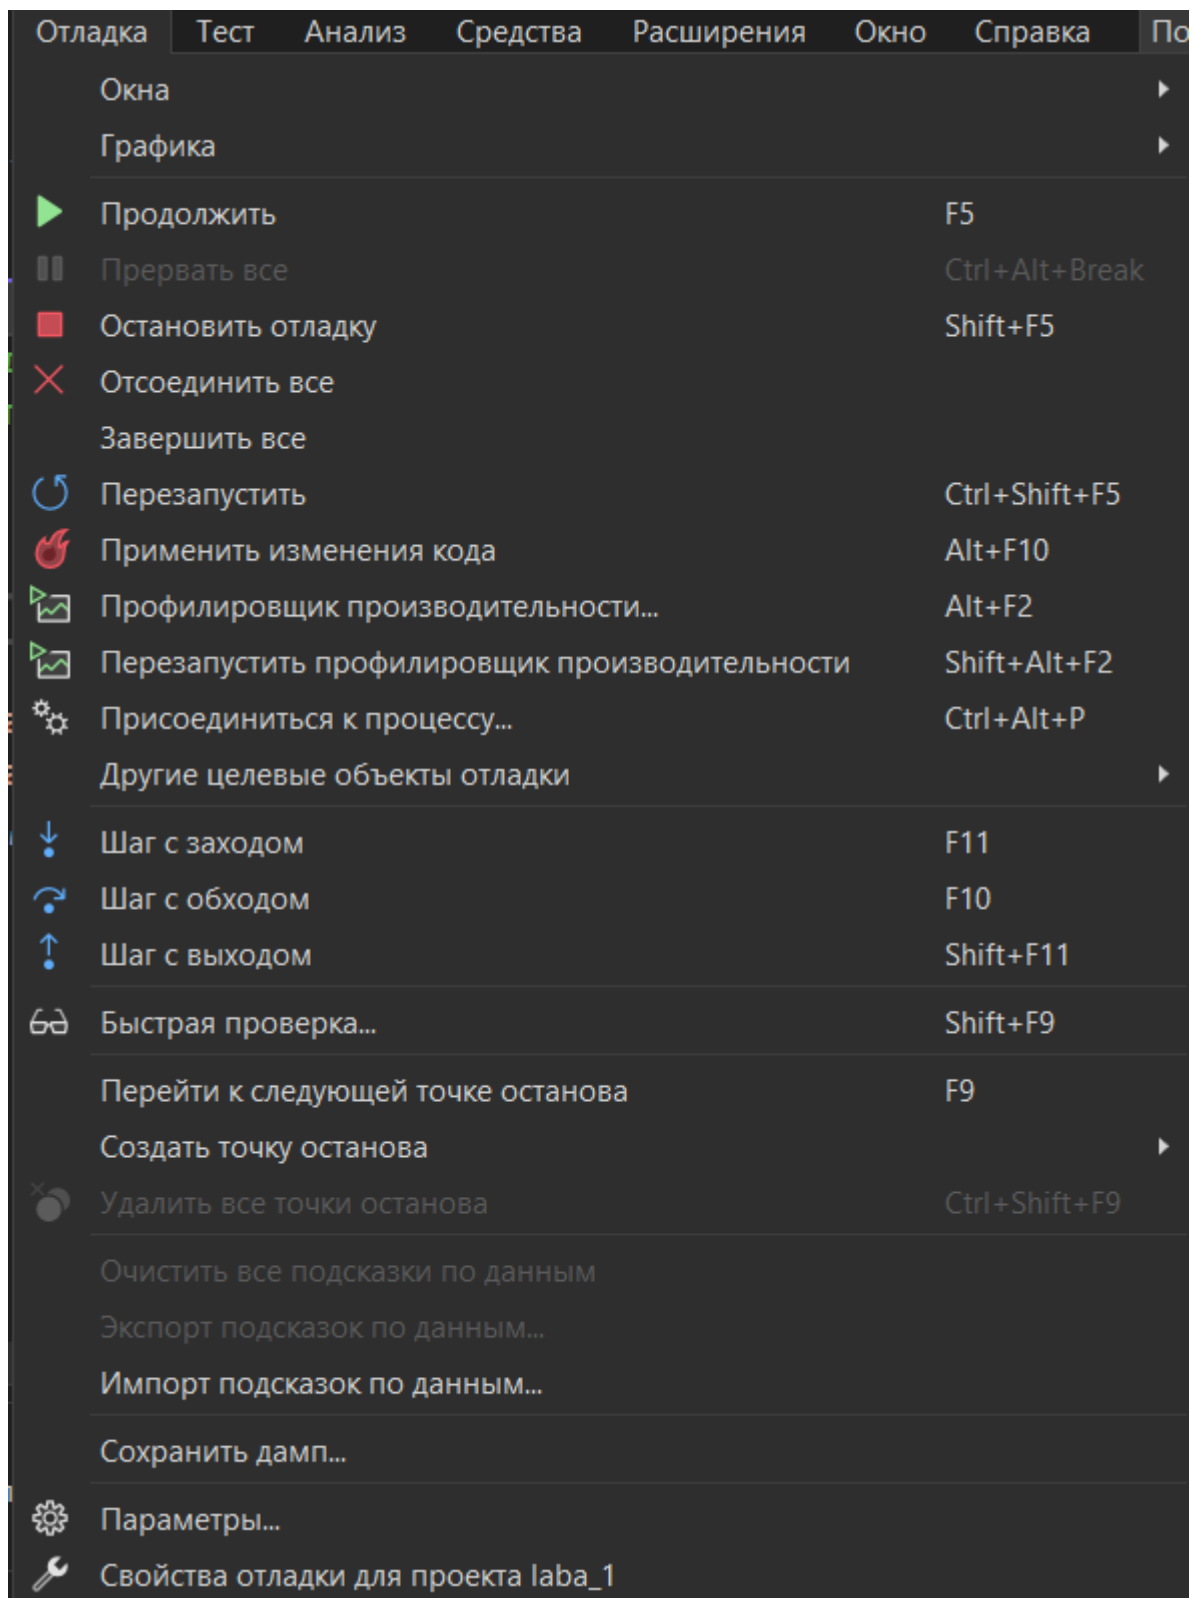 Отладка Тест Анализ Средства Расширения Окно Справка По
Окна
Графика
Продолжить F5
Прервать все Ctrl+Alt+Break
Остановить отладку Shift+F5
Отсоединить все
Завершить все
Перезапустить Ctrl+Shift+F5
Применить изменения кода Alt+F10
Профилировщик производительности... Alt+F2
Перезапустить профилировщик производительности Shift+Alt+F2
Присоединиться к процессу... Ctrl+Alt+P
Другие целевые объекты отладки
Шаг с заходом F11
Шаг с обходом F10
Шаг с выходом Shift+F11
Быстрая проверка... Shift+F9
Перейти к следующей точке останова F9
Создать точку останова
Удалить все точки останова Ctrl+Shift+F9
Очистить все подсказки по данным
Экспорт подсказок по данным...
Импорт подсказок по данным...
Сохранить дамп...
Параметры...
Свойства отладки для проекта laba_1